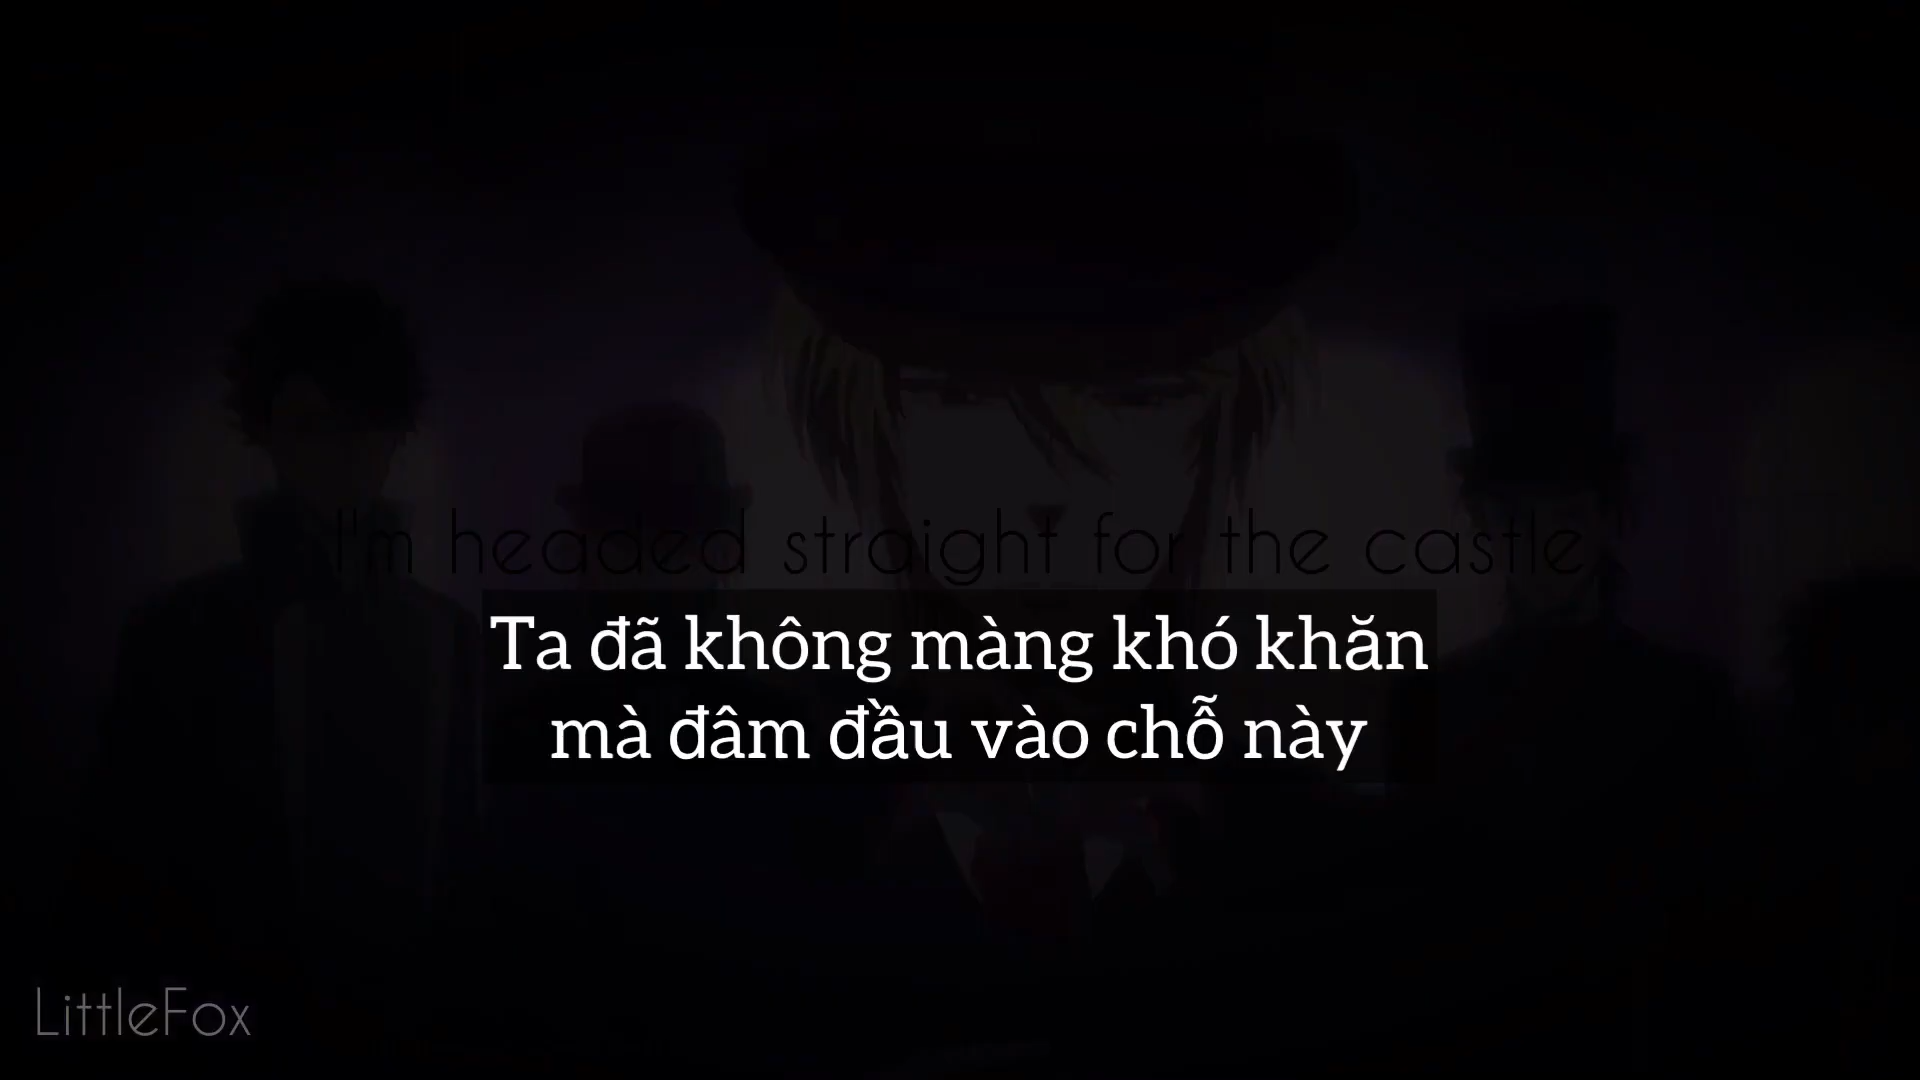 I'm headed straight for the castle
Ta đã không màng khó khăn
mà đâm đầu vào chỗ này
LittleFox